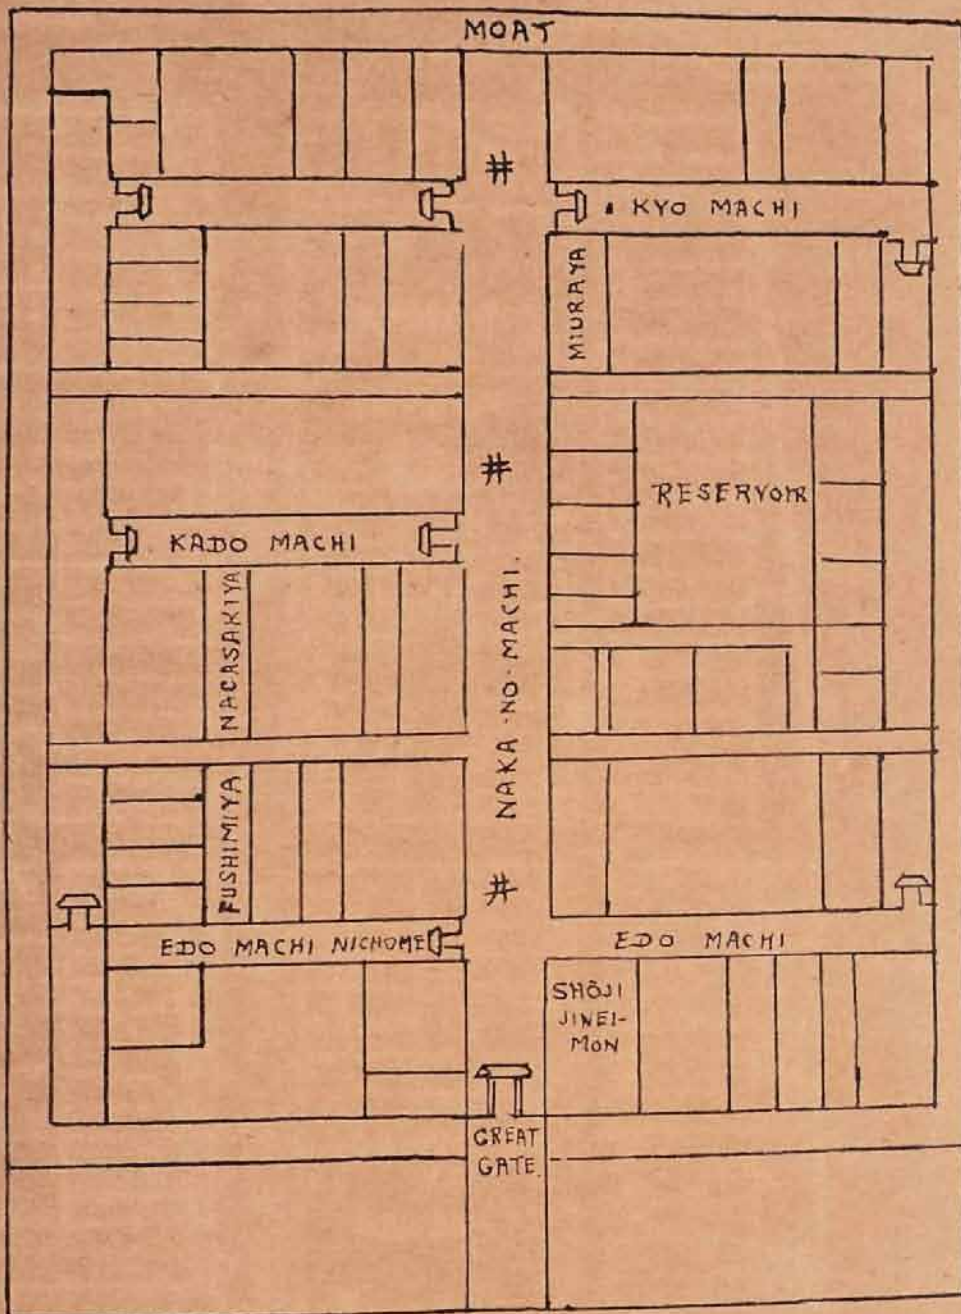 MOAT
#
KYO MACHI
MIURAYA
#
RESERVOIR
KADO MACHI
NAGASAKIYA
NAKA-NO-MACHI.
FUSHIMIYA
#
EDO MACHI NICHOME
EDO MACHI
SHŌJI
JINEI-
MON
GREAT
GATE.